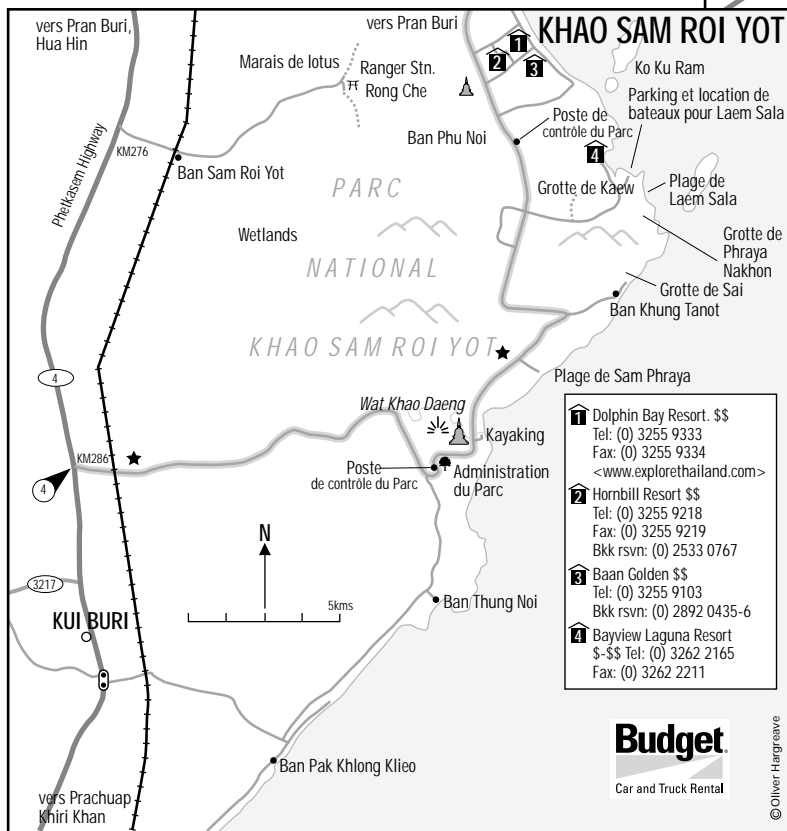 vers Pran Buri,
Hua Hin
vers Pran Buri
KHAO SAM ROI YOT
Marais de lotus
Ranger Stn.
Rong Che
1
2
3
Ko Ku Ram
Parking et location de
bateaux pour Laem Sala
Poste de
contrôle du Parc
Ban Phu Noi
4
KM276
Ban Sam Roi Yot
Phetkasem Highway
PARC
Grotte de Kaew
Plage de
Laem Sala
Wetlands
NATIONAL
Grotte de
Phraya
Nakhon
Grotte de Sai
Ban Khung Tanot
KHAO SAM ROI YOT
4
Plage de Sam Phraya
Wat Khao Daeng
Kayaking
KM286
4
Poste
de contrôle du Parc
Administration
du Parc
N
3217
5kms
KUI BURI
Ban Thung Noi
Ban Pak Khlong Klieo
vers Prachuap
Khiri Khan
1 Dolphin Bay Resort. $$
Tel: (0) 3255 9333
Fax: (0) 3255 9334
<www.explorethailand.com>
2 Hornbill Resort $$
Tel: (0) 3255 9218
Fax: (0) 3255 9219
Bkk rsvn: (0) 2533 0767
3 Baan Golden $$
Tel: (0) 3255 9103
Bkk rsvn: (0) 2892 0435-6
4 Bayview Laguna Resort
$-$$ Tel: (0) 3262 2165
Fax: (0) 3262 2211
Budget
Car and Truck Rental
©Oliver Hargreave